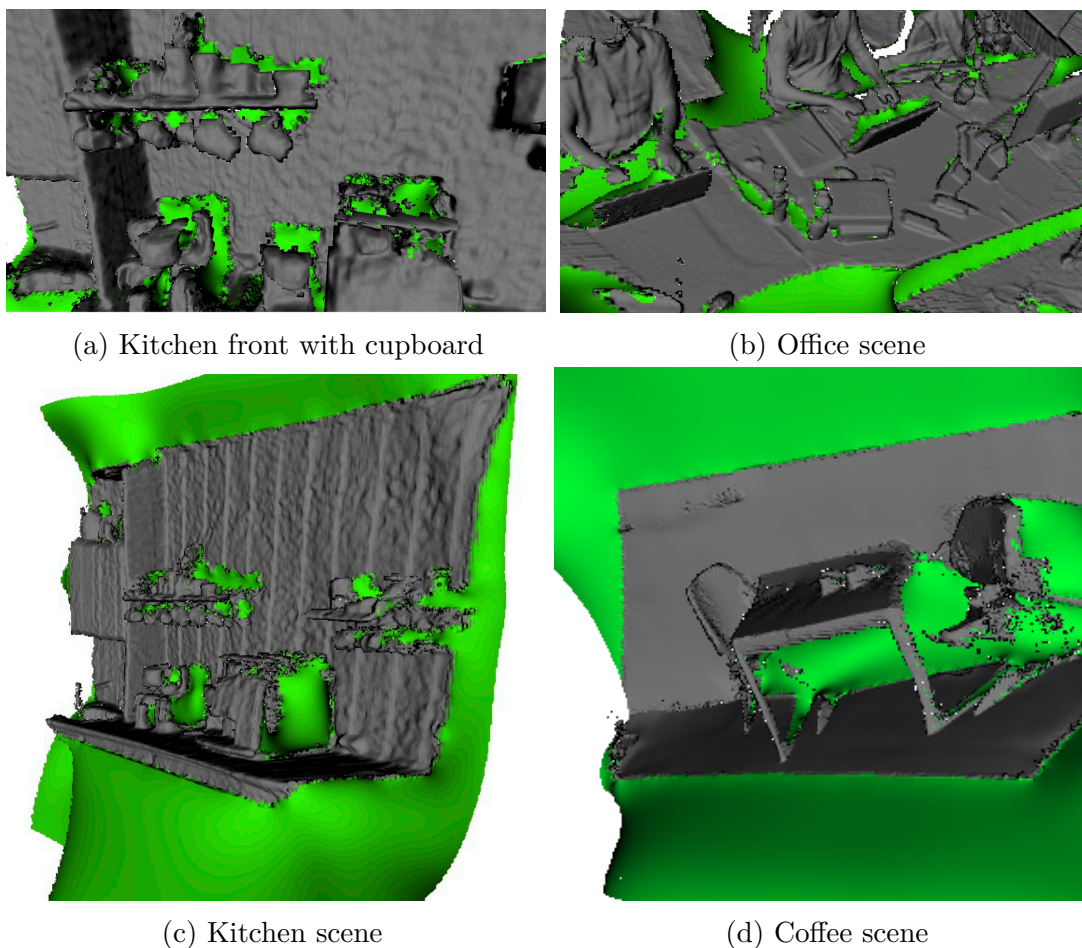 (a) Kitchen front with cupboard
(b) Office scene
(c) Kitchen scene
(d) Coffee scene